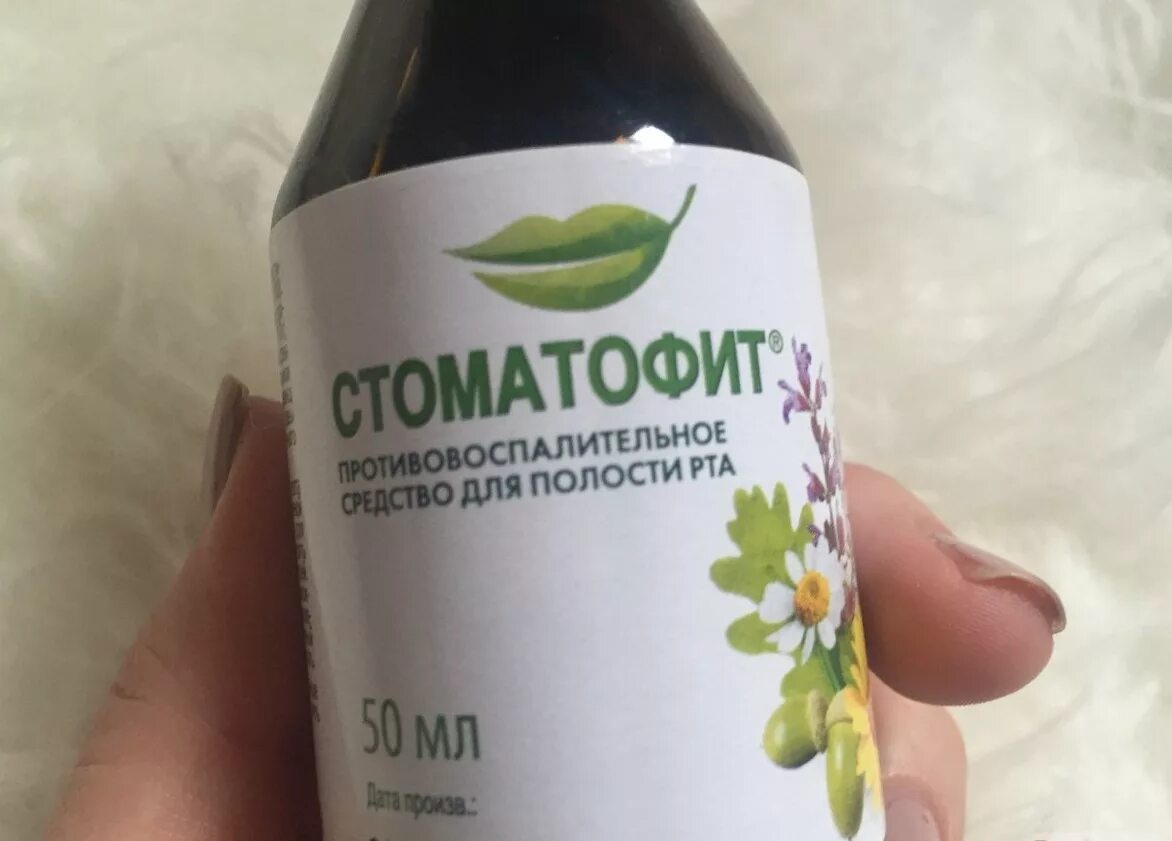 СТОМАТОФИТ®
ПРОТИВОВОСПАЛИТЕЛЬНОЕ
СРЕДСТВО ДЛЯ ПОЛОСТИ РТА
50 мл
Дата произв.: